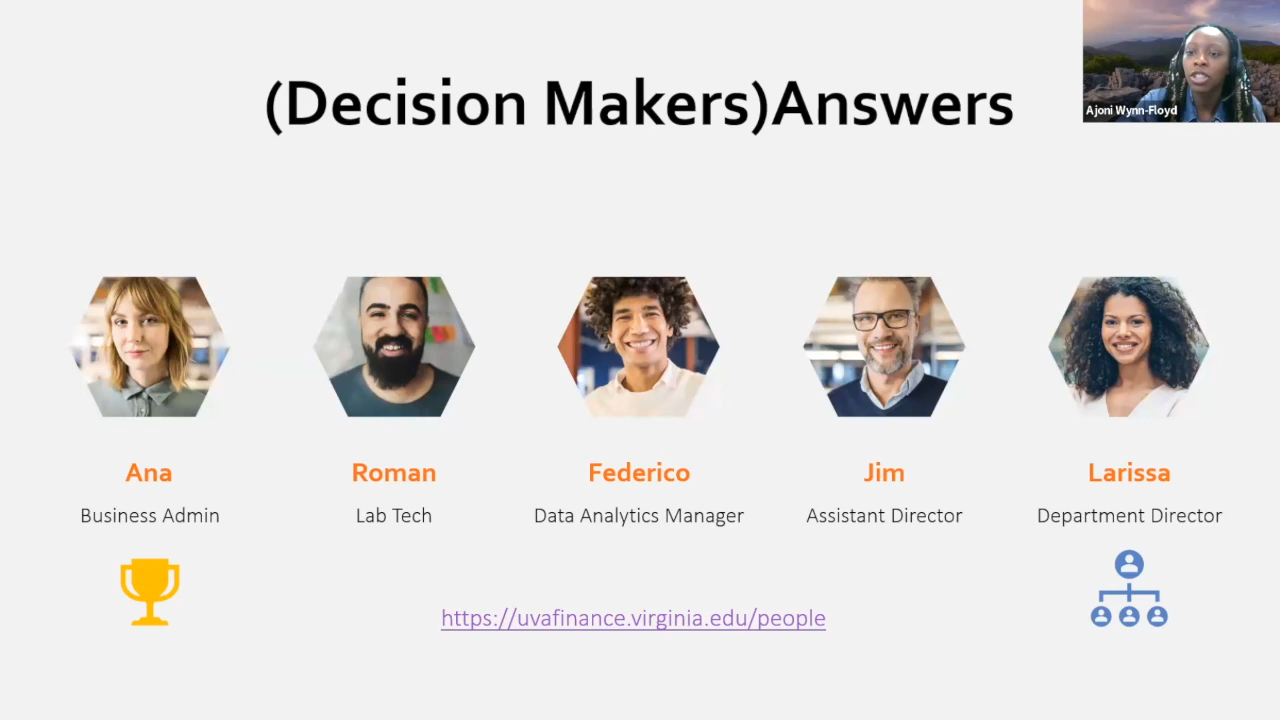 (Decision Makers)Answers
Ajoni Wynn-Floyd
Ana
Business Admin
Roman
Lab Tech
Federico
Data Analytics Manager
Jim
Assistant Director
Larissa
Department Director
https://uvafinance.virginia.edu/people